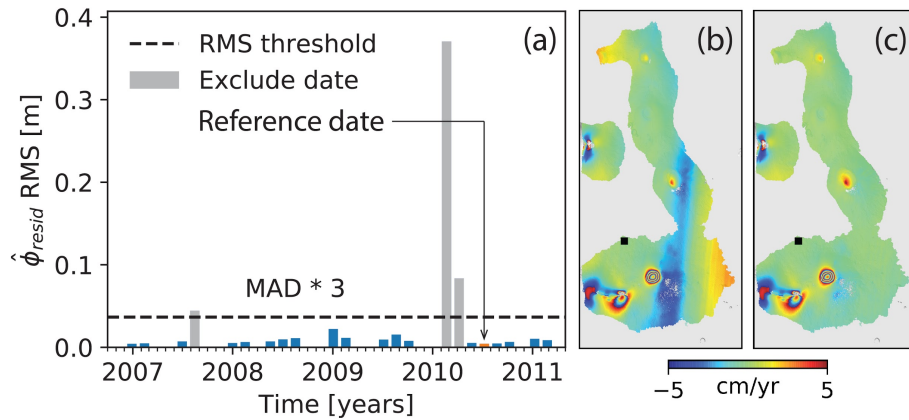 0.4
0.3
0.2
0.1
0.0
ϕ̂resid RMS [m]
RMS threshold
Exclude date
Reference date
MAD * 3
(a)
2007 2008 2009 2010 2011
Time [years]
(b)
(c)
−5 cm/yr 5